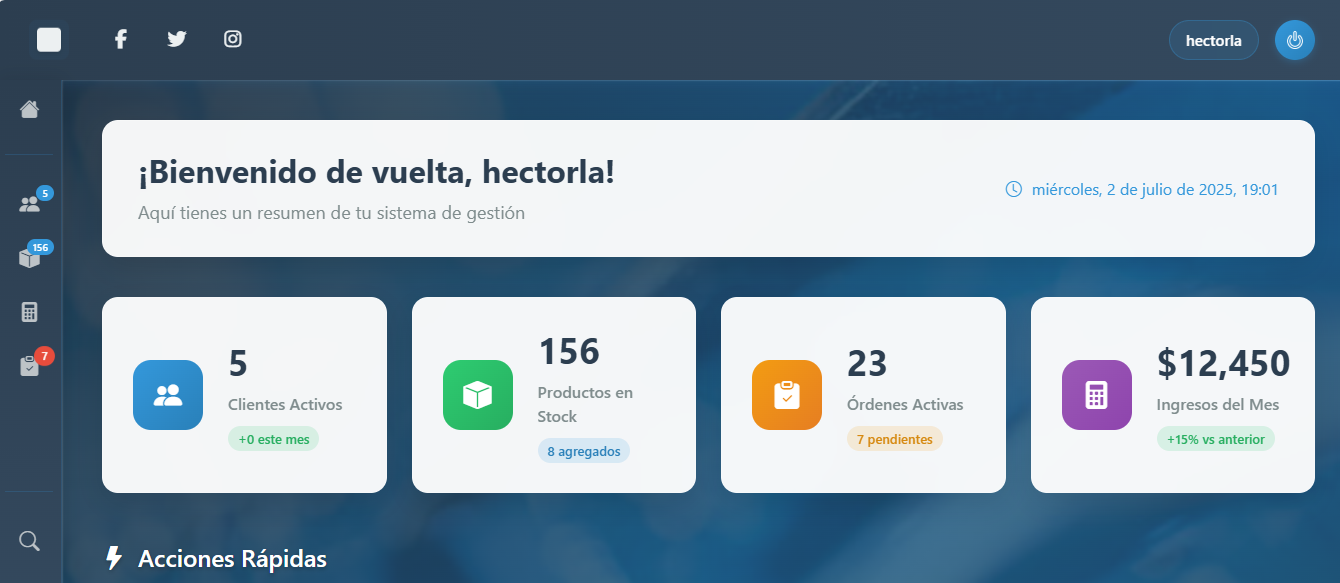 hectorla
5
156
7
¡Bienvenido de vuelta, hectorla!
Aquí tienes un resumen de tu sistema de gestión
miércoles, 2 de julio de 2025, 19:01
5
Clientes Activos
+0 este mes
156
Productos en
Stock
8 agregados
23
Órdenes Activas
7 pendientes
$12,450
Ingresos del Mes
+15% vs anterior
Acciones Rápidas